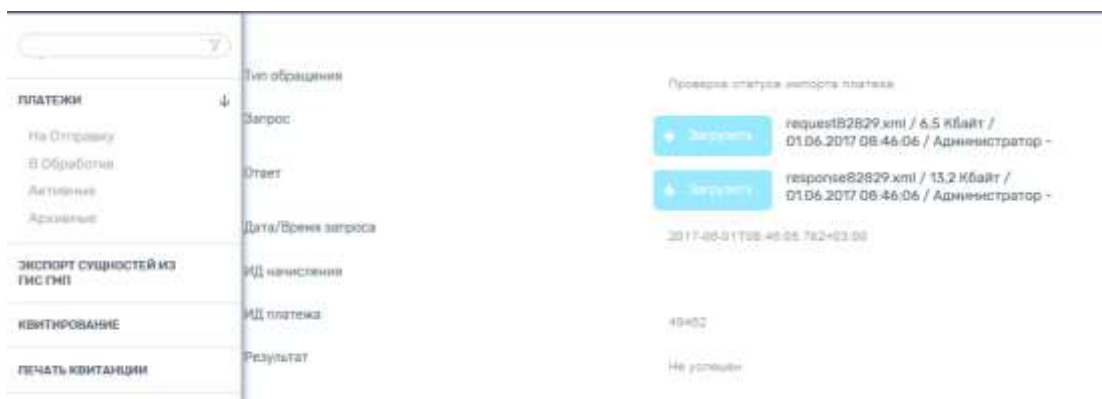 ПЛАТЕЖИ
На Отправку
В Обработке
Активные
Архивные
ЭКСПОРТ СУЩНОСТЕЙ ИЗ
ГИС ГМП
КВИТИРОВАНИЕ
ПЕЧАТЬ КВИТАНЦИИ
Тип обращения
Проверка статуса импорта платежа
Запрос
Загрузить
request82829.xml / 6,5 Кбайт /
01.06.2017 08:46:06 / Администратор -
Ответ
Загрузить
response82829.xml / 13,2 Кбайт /
01.06.2017 08:46:06 / Администратор -
Дата/Время запроса
ИД начисления
ИД платежа
Результат
Не успешен